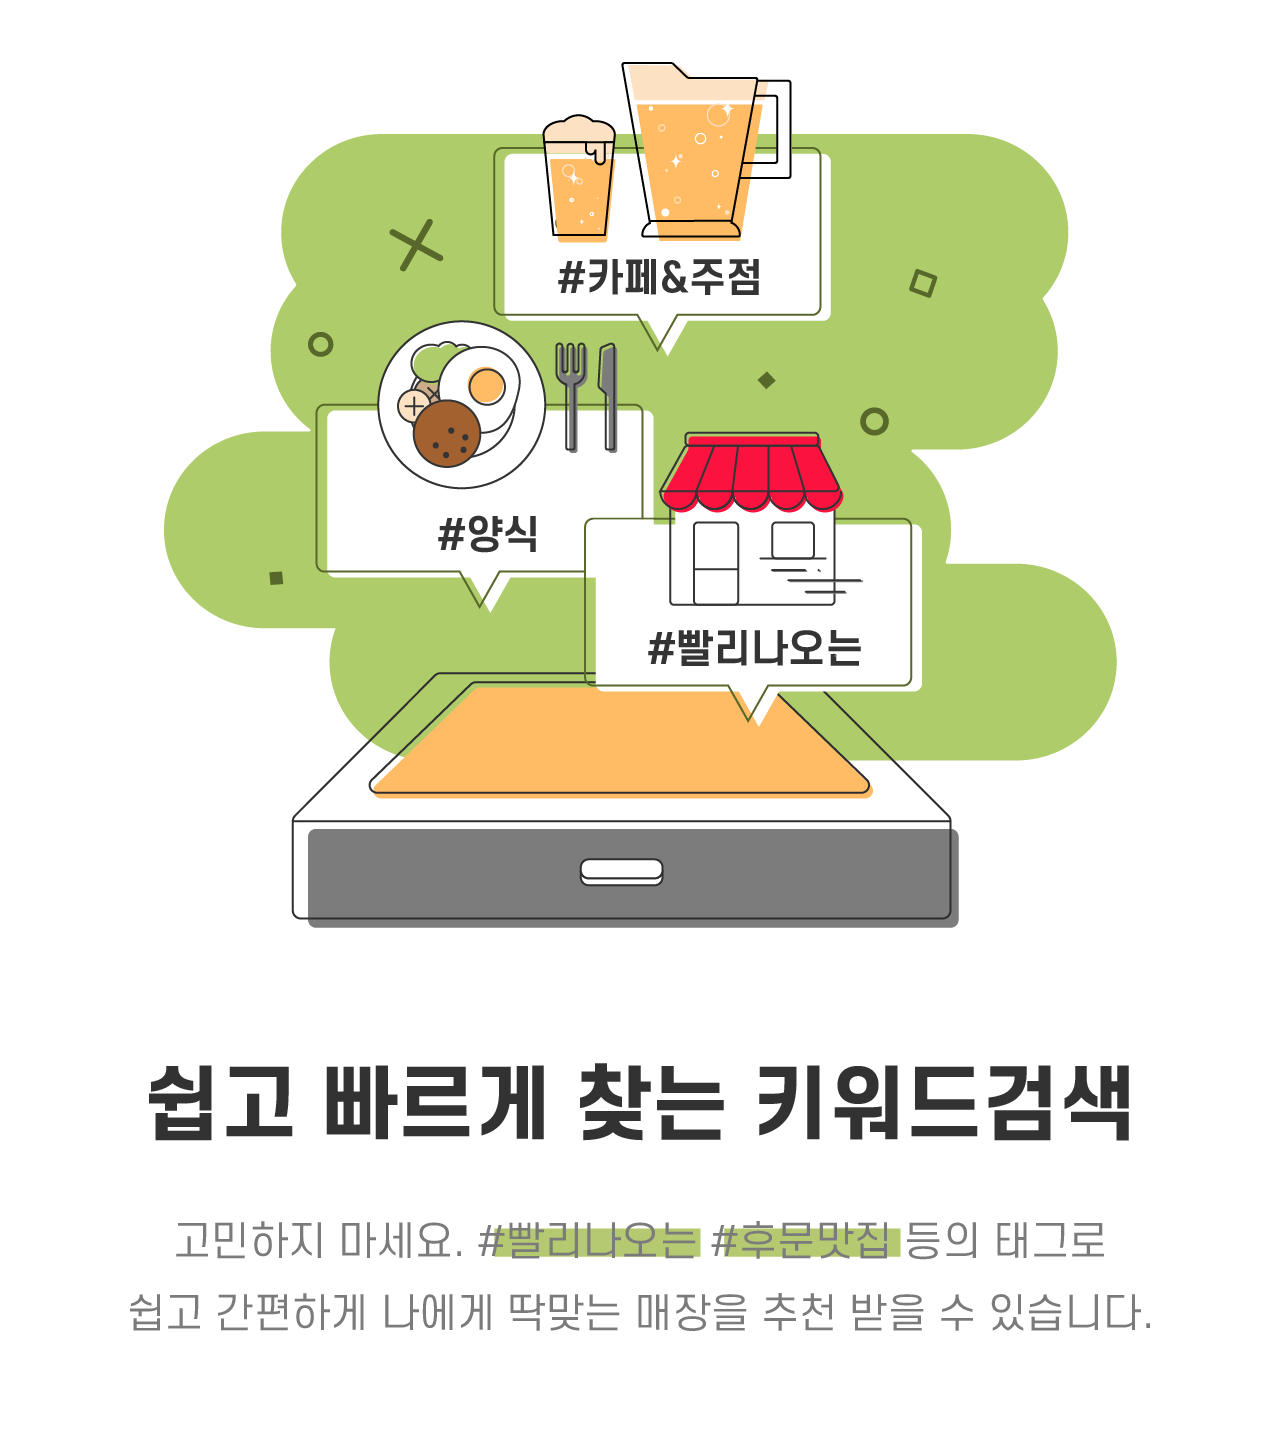 #카페&주점
#양식
#빨리나오는
쉽고 빠르게 찾는 키워드검색
고민하지 마세요. #빨리나오는 #후문맛집 등의 태그로
쉽고 간편하게 나에게 딱맞는 매장을 추천 받을 수 있습니다.